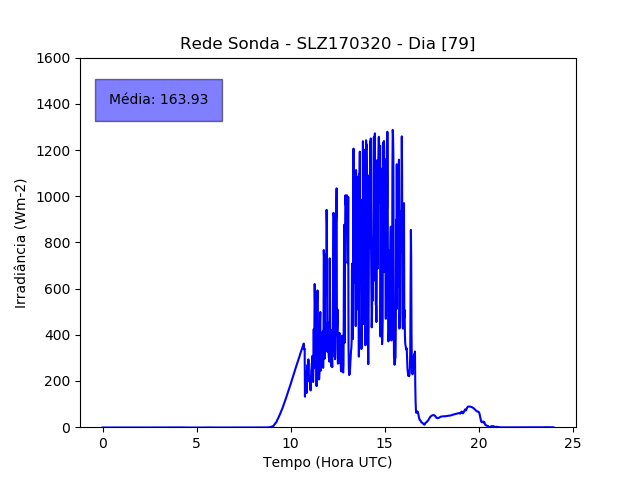 Rede Sonda - SLZ170320 - Dia [79]
1600
1400
1200
1000
800
600
400
200
0
Média: 163.93
Irradiância (Wm-2)
0 5 10 15 20 25
Tempo (Hora UTC)